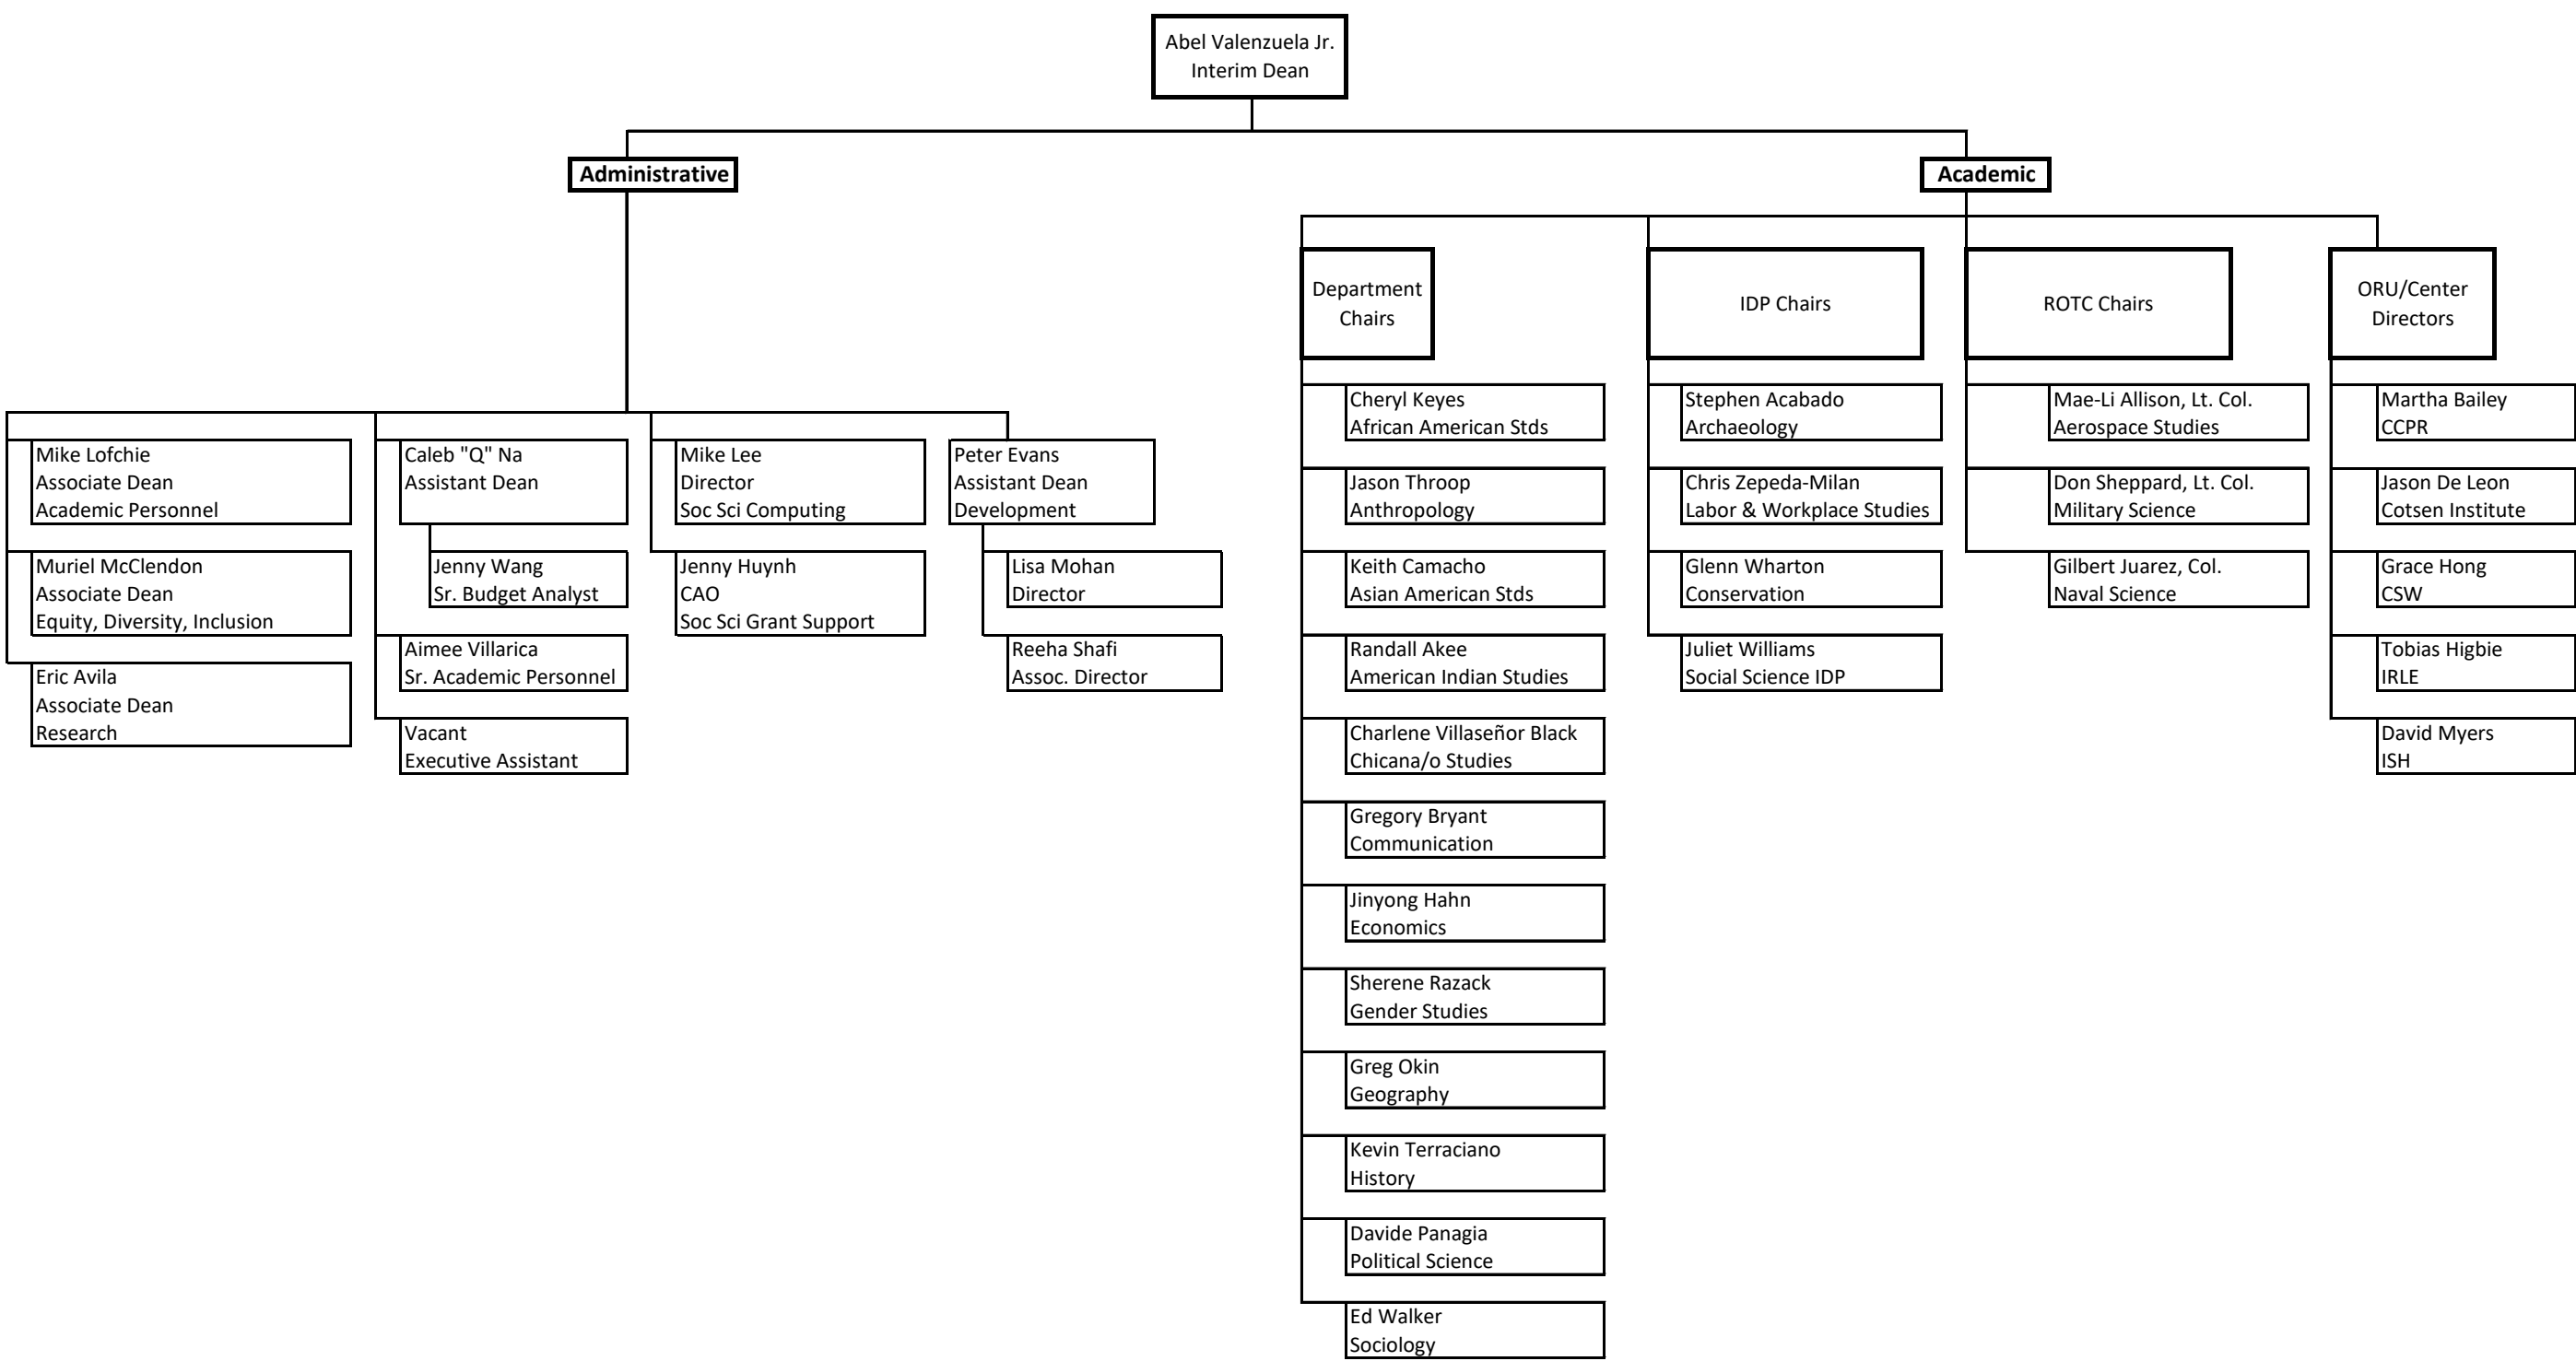 Abel Valenzuela Jr.
Interim Dean
Administrative
Academic
Department
Chairs
IDP Chairs
ROTC Chairs
ORU/Center
Directors
Mike Lofchie
Associate Dean
Academic Personnel
Muriel McClendon
Associate Dean
Equity, Diversity, Inclusion
Eric Avila
Associate Dean
Research
Caleb "Q" Na
Assistant Dean
Jenny Wang
Sr. Budget Analyst
Aimee Villarica
Sr. Academic Personnel
Vacant
Executive Assistant
Mike Lee
Director
Soc Sci Computing
Jenny Huynh
CAO
Soc Sci Grant Support
Peter Evans
Assistant Dean
Development
Lisa Mohan
Director
Reeha Shafi
Assoc. Director
Cheryl Keyes
African American Stds
Jason Throop
Anthropology
Keith Camacho
Asian American Stds
Randall Akee
American Indian Studies
Charlene Villaseñor Black
Chicana/o Studies
Gregory Bryant
Communication
Jinyong Hahn
Economics
Sherene Razack
Gender Studies
Greg Okin
Geography
Kevin Terraciano
History
Davide Panagia
Political Science
Ed Walker
Sociology
Stephen Acabado
Archaeology
Chris Zepeda-Milan
Labor & Workplace Studies
Glenn Wharton
Conservation
Juliet Williams
Social Science IDP
Mae-Li Allison, Lt. Col.
Aerospace Studies
Don Sheppard, Lt. Col.
Military Science
Gilbert Juarez, Col.
Naval Science
Martha Bailey
CCPR
Jason De Leon
Cotsen Institute
Grace Hong
CSW
Tobias Higbie
IRLE
David Myers
ISH